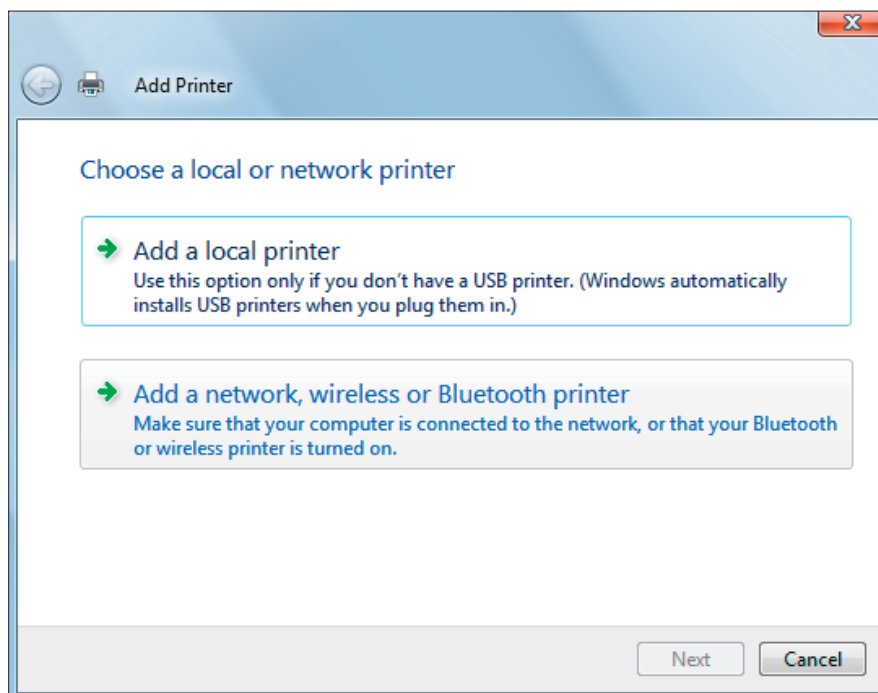 Add Printer
Choose a local or network printer
Add a local printer
Use this option only if you don't have a USB printer. (Windows automatically
installs USB printers when you plug them in.)
Add a network, wireless or Bluetooth printer
Make sure that your computer is connected to the network, or that your Bluetooth
or wireless printer is turned on.
Next
Cancel